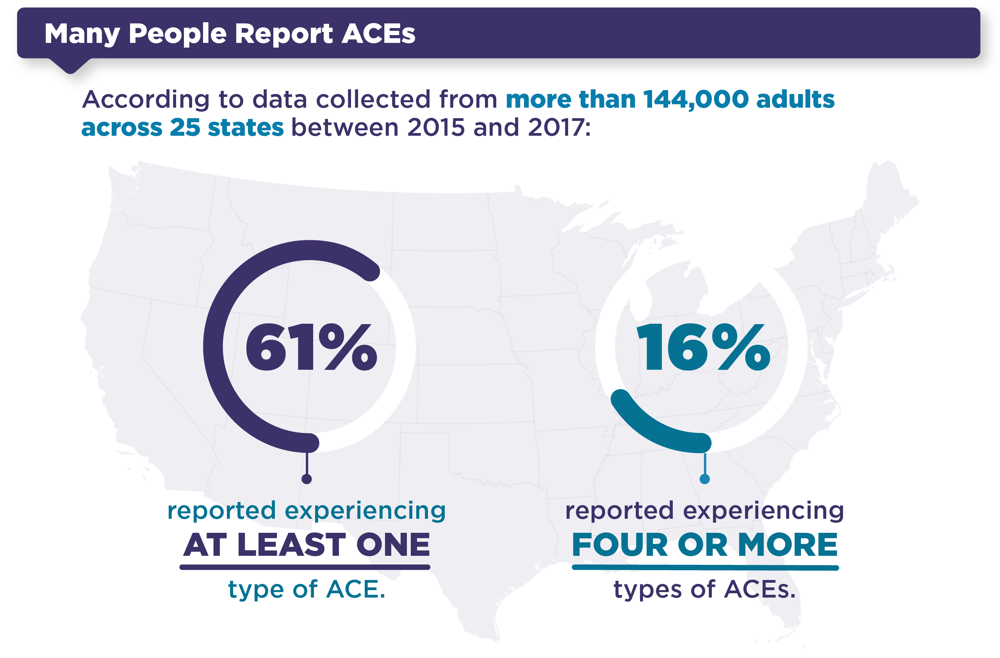 Many People Report ACEs
According to data collected from more than 144,000 adults
across 25 states between 2015 and 2017:
61%
reported experiencing
AT LEAST ONE
type of ACE.
16%
reported experiencing
FOUR OR MORE
types of ACEs.